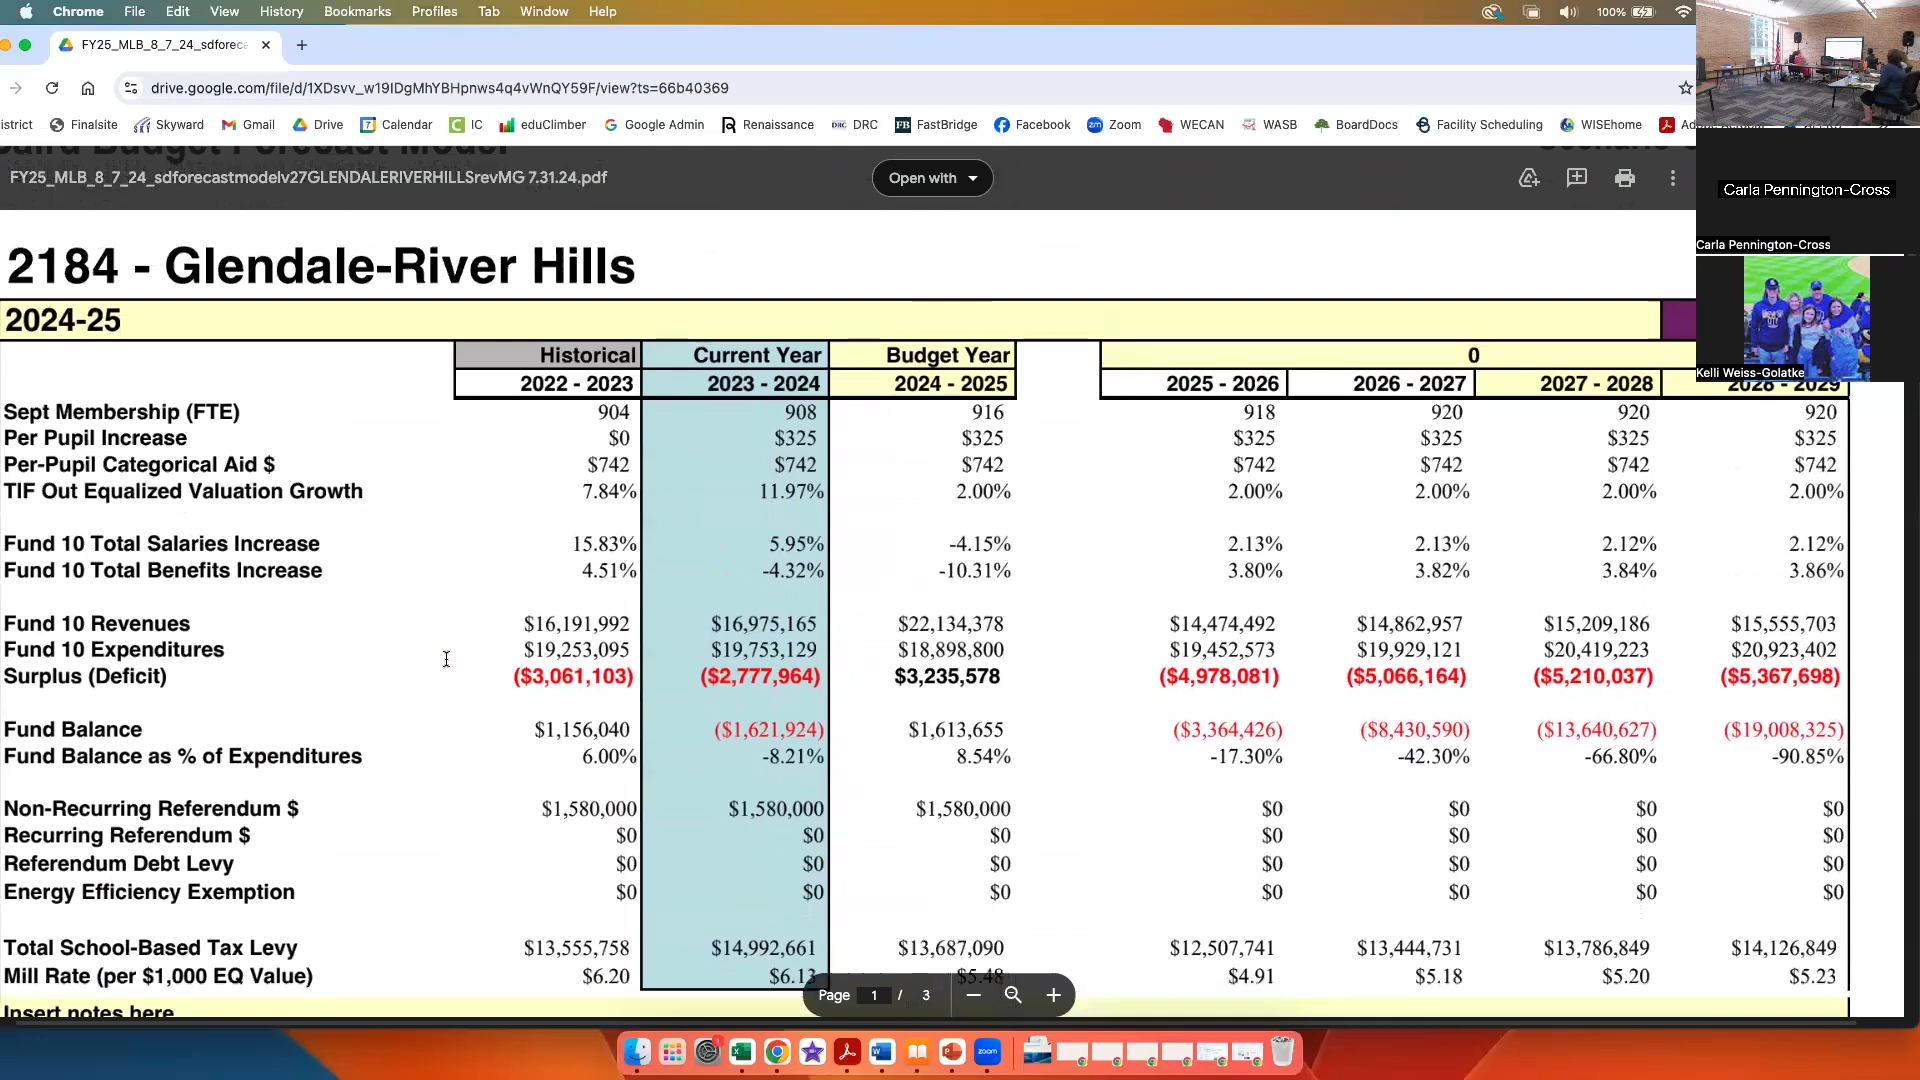 Chrome File Edit View History Bookmarks Profiles Tab Window Help 100%
FY25_MLB_8_7_24_sdforeca
drive.google.com/file/d/1XDsvv_w19IDgMhYBHpnws4q4vWnQY59F/view?ts=66b40369
istrict Finalsite Skyward Gmail Drive Calendar IC eduClimber Google Admin Renaissance DRC FastBridge Facebook Zoom WECAN WASB BoardDocs Facility Scheduling WISEhome
Budget Forecast Model
FY25_MLB_8_7_24_sdforecastmodelv27GLENDALERIVERHILLSrevMG 7.31.24.pdf
Open with
Carla Pennington-Cross
Carla Pennington-Cross
Kelli Weiss-Golatke
2184 - Glendale-River Hills
2024-25
Historical Current Year Budget Year 0
2022 - 2023 2023 - 2024 2024 - 2025 2025 - 2026 2026 - 2027 2027 - 2028 2028 - 2029
Sept Membership (FTE) 904 908 916 918 920 920 920
Per Pupil Increase $0 $325 $325 $325 $325 $325 $325
Per-Pupil Categorical Aid $ $742 $742 $742 $742 $742 $742 $742
TIF Out Equalized Valuation Growth 7.84% 11.97% 2.00% 2.00% 2.00% 2.00% 2.00%
Fund 10 Total Salaries Increase 15.83% 5.95% -4.15% 2.13% 2.13% 2.12% 2.12%
Fund 10 Total Benefits Increase 4.51% -4.32% -10.31% 3.80% 3.82% 3.84% 3.86%
Fund 10 Revenues $16,191,992 $16,975,165 $22,134,378 $14,474,492 $14,862,957 $15,209,186 $15,555,703
Fund 10 Expenditures $19,253,095 $19,753,129 $18,898,800 $19,452,573 $19,929,121 $20,419,223 $20,923,402
Surplus (Deficit) ($3,061,103) ($2,777,964) $3,235,578 ($4,978,081) ($5,066,164) ($5,210,037) ($5,367,698)
Fund Balance $1,156,040 ($1,621,924) $1,613,655 ($3,364,426) ($8,430,590) ($13,640,627) ($19,008,325)
Fund Balance as % of Expenditures 6.00% -8.21% 8.54% -17.30% -42.30% -66.80% -90.85%
Non-Recurring Referendum $ $1,580,000 $1,580,000 $1,580,000 $0 $0 $0 $0
Recurring Referendum $ $0 $0 $0 $0 $0 $0 $0
Referendum Debt Levy $0 $0 $0 $0 $0 $0 $0
Energy Efficiency Exemption $0 $0 $0 $0 $0 $0 $0
Total School-Based Tax Levy $13,555,758 $14,992,661 $13,687,090 $12,507,741 $13,444,731 $13,786,849 $14,126,849
Mill Rate (per $1,000 EQ Value) $6.20 $6.13 $5.48 $4.91 $5.18 $5.20 $5.23
Page 1 / 3
Insert notes here
zoom